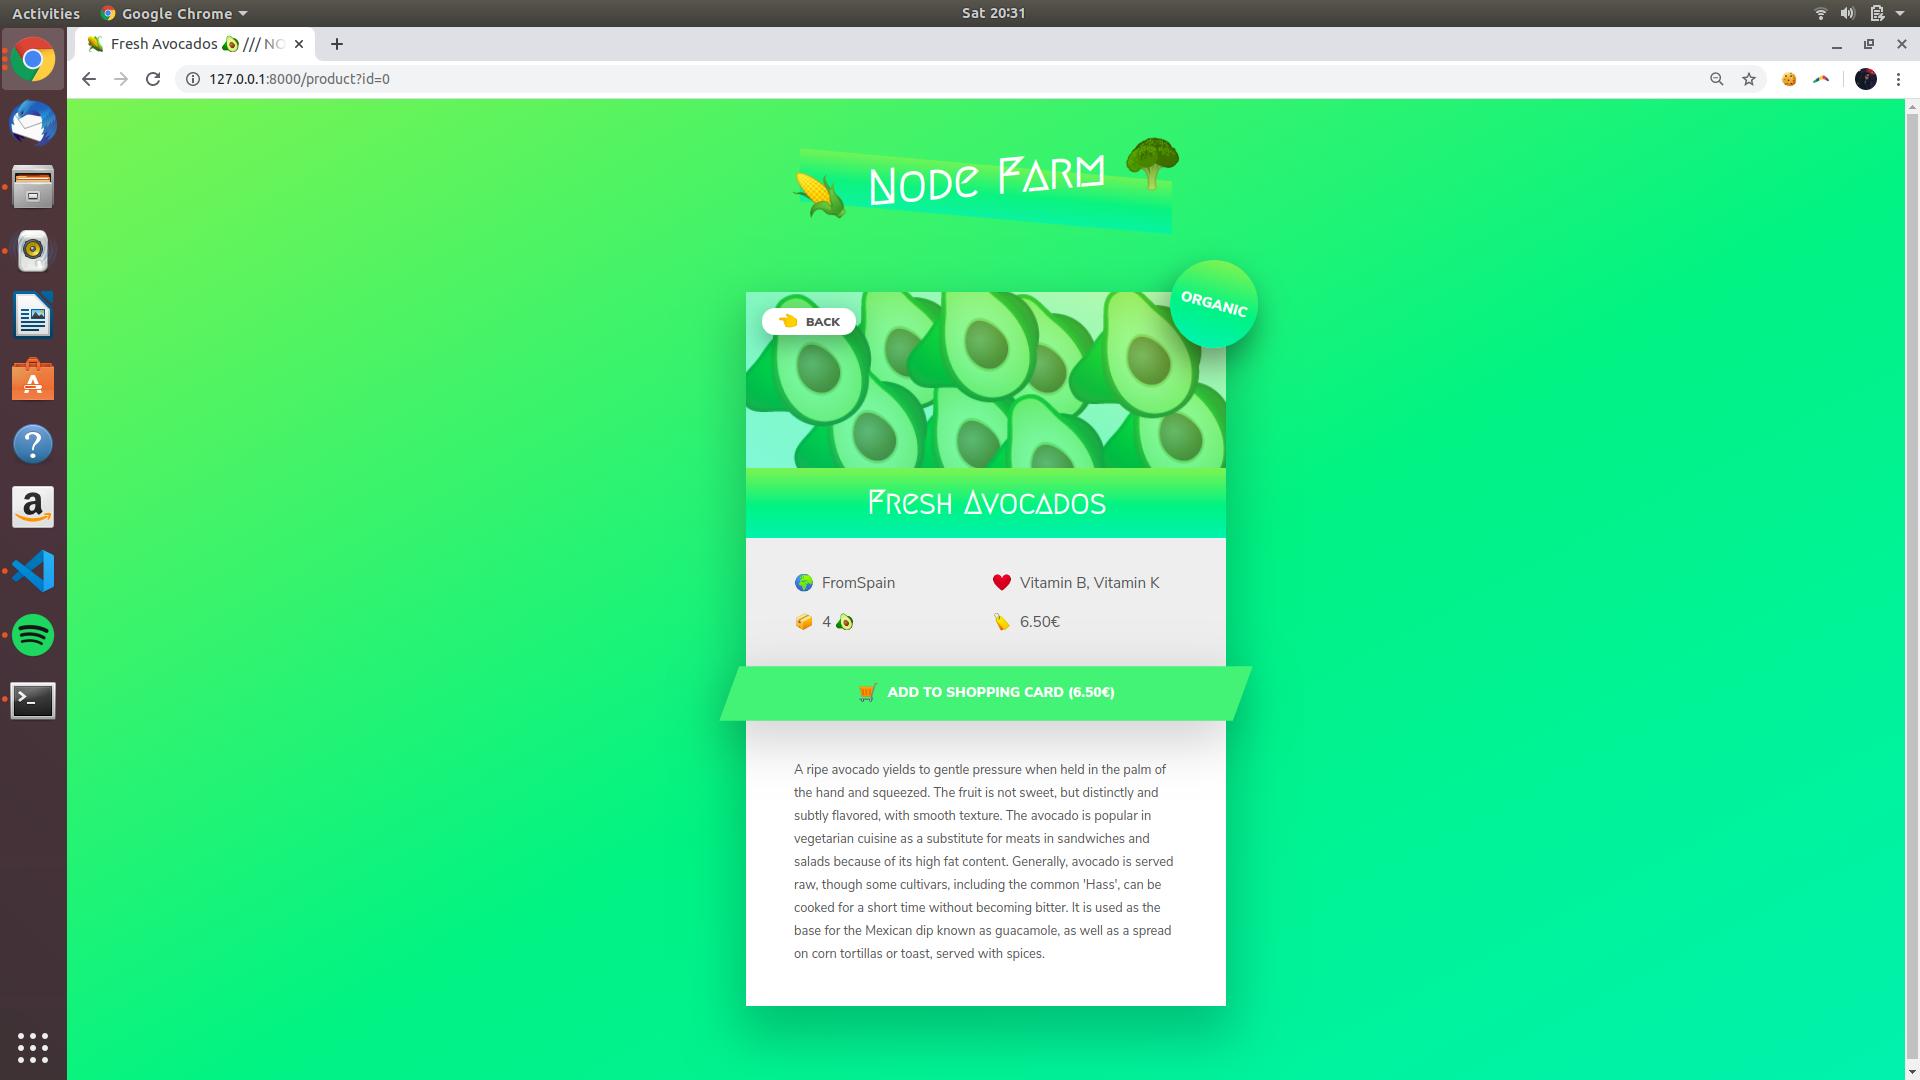 Activities
Google Chrome
Sat 20:31
Fresh Avocados 🥑 /// NO
127.0.0.1:8000/product?id=0
Node Farm
ORGANIC
BACK
Fresh Avocados
FromSpain
Vitamin B, Vitamin K
4 🥑
6.50€
ADD TO SHOPPING CARD (6.50€)
A ripe avocado yields to gentle pressure when held in the palm of
the hand and squeezed. The fruit is not sweet, but distinctly and
subtly flavored, with smooth texture. The avocado is popular in
vegetarian cuisine as a substitute for meats in sandwiches and
salads because of its high fat content. Generally, avocado is served
raw, though some cultivars, including the common 'Hass', can be
cooked for a short time without becoming bitter. It is used as the
base for the Mexican dip known as guacamole, as well as a spread
on corn tortillas or toast, served with spices.